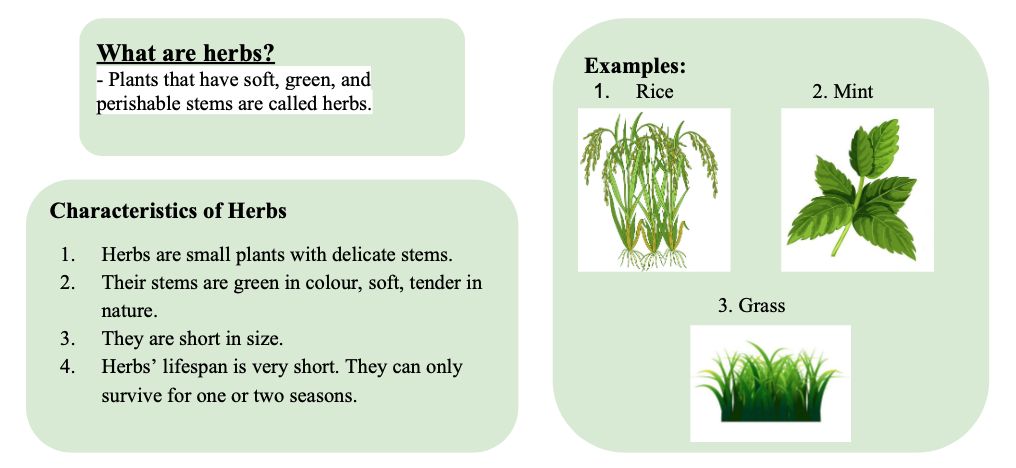 What are herbs?
- Plants that have soft, green, and
perishable stems are called herbs.
Characteristics of Herbs
1. Herbs are small plants with delicate stems.
2. Their stems are green in colour, soft, tender in
nature.
3. They are short in size.
4. Herbs’ lifespan is very short. They can only
survive for one or two seasons.
Examples:
1. Rice
2. Mint
3. Grass